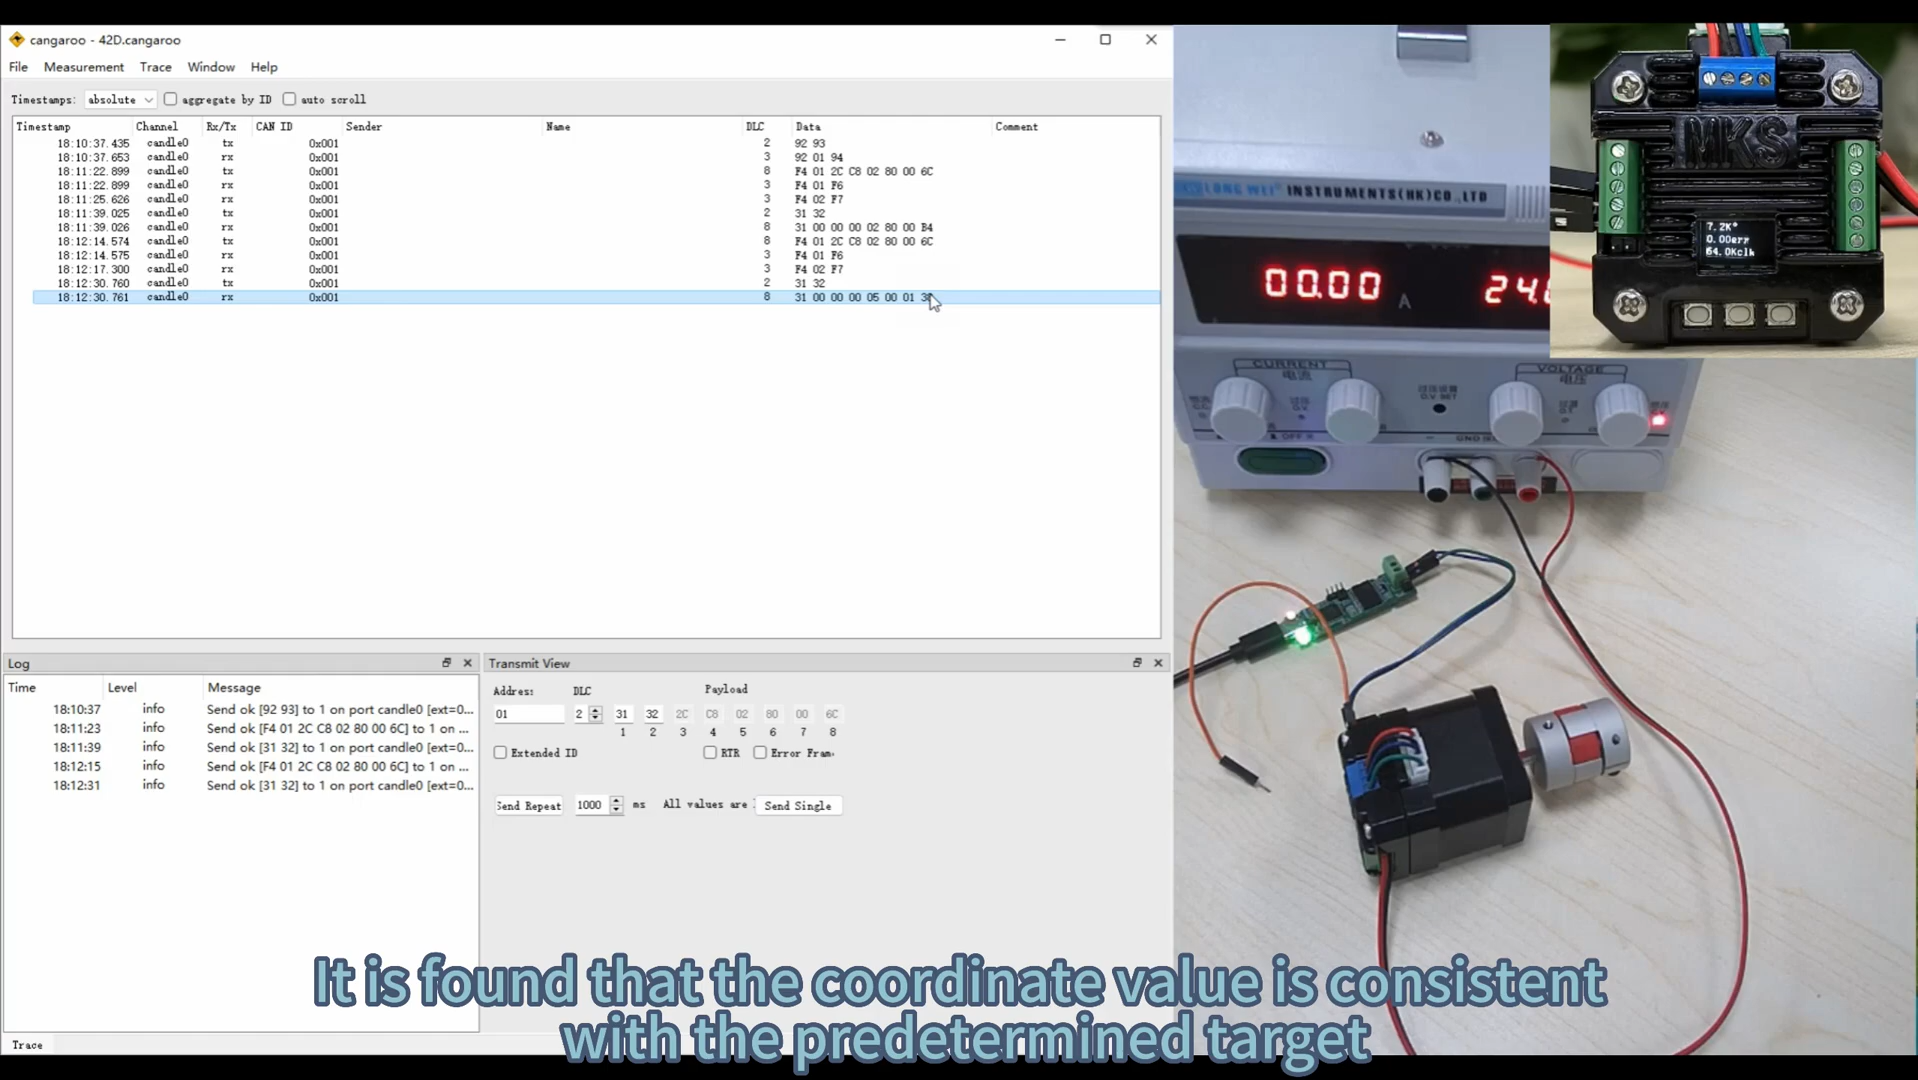 cangaroo - 42D.cangaroo
File Measurement Trace Window Help
Timestamps: absolute aggregate by ID auto scroll
Timestamp Channel Rx/Tx CAN ID Sender Name DLC Data Comment
18:10:37.435 candle0 tx 0x001 2 92 93
18:10:37.653 candle0 rx 0x001 3 92 01 94
18:11:22.899 candle0 tx 0x001 8 F4 01 2C C8 02 80 00 6C
18:11:22.899 candle0 rx 0x001 3 F4 01 F6
18:11:25.626 candle0 rx 0x001 3 F4 02 F7
18:11:39.025 candle0 tx 0x001 2 31 32
18:11:39.026 candle0 rx 0x001 8 31 00 00 00 02 80 00 B4
18:12:14.574 candle0 tx 0x001 8 F4 01 2C C8 02 80 00 6C
18:12:14.575 candle0 rx 0x001 3 F4 01 F6
18:12:17.300 candle0 rx 0x001 3 F4 02 F7
18:12:30.760 candle0 tx 0x001 2 31 32
18:12:30.761 candle0 rx 0x001 8 31 00 00 00 05 00 01
Log
Time Level Message
18:10:37 info Send ok [92 93] to 1 on port candle0 [ext=0...
18:11:23 info Send ok [F4 01 2C C8 02 80 00 6C] to 1 on ...
18:11:39 info Send ok [31 32] to 1 on port candle0 [ext=0...
18:12:15 info Send ok [F4 01 2C C8 02 80 00 6C] to 1 on ...
18:12:31 info Send ok [31 32] to 1 on port candle0 [ext=0...
Trace
Transmit View
Addres: DLC Payload
01 2 31 32 2C C8 02 80 00 6C
1 2 3 4 5 6 7 8
Extended ID RTR Error Fram
Send Repeat 1000 ms All values are Send Single
LONG WEI INSTRUMENTS(HK)CO.,LTD
00.00 A 24.0
CURRENT
电流
VOLTAGE
电压
O.V. SET
OFF
GND
MKS
7.2K°
0.00err
64.0Kclk
It is found that the coordinate value is consistent
with the predetermined target